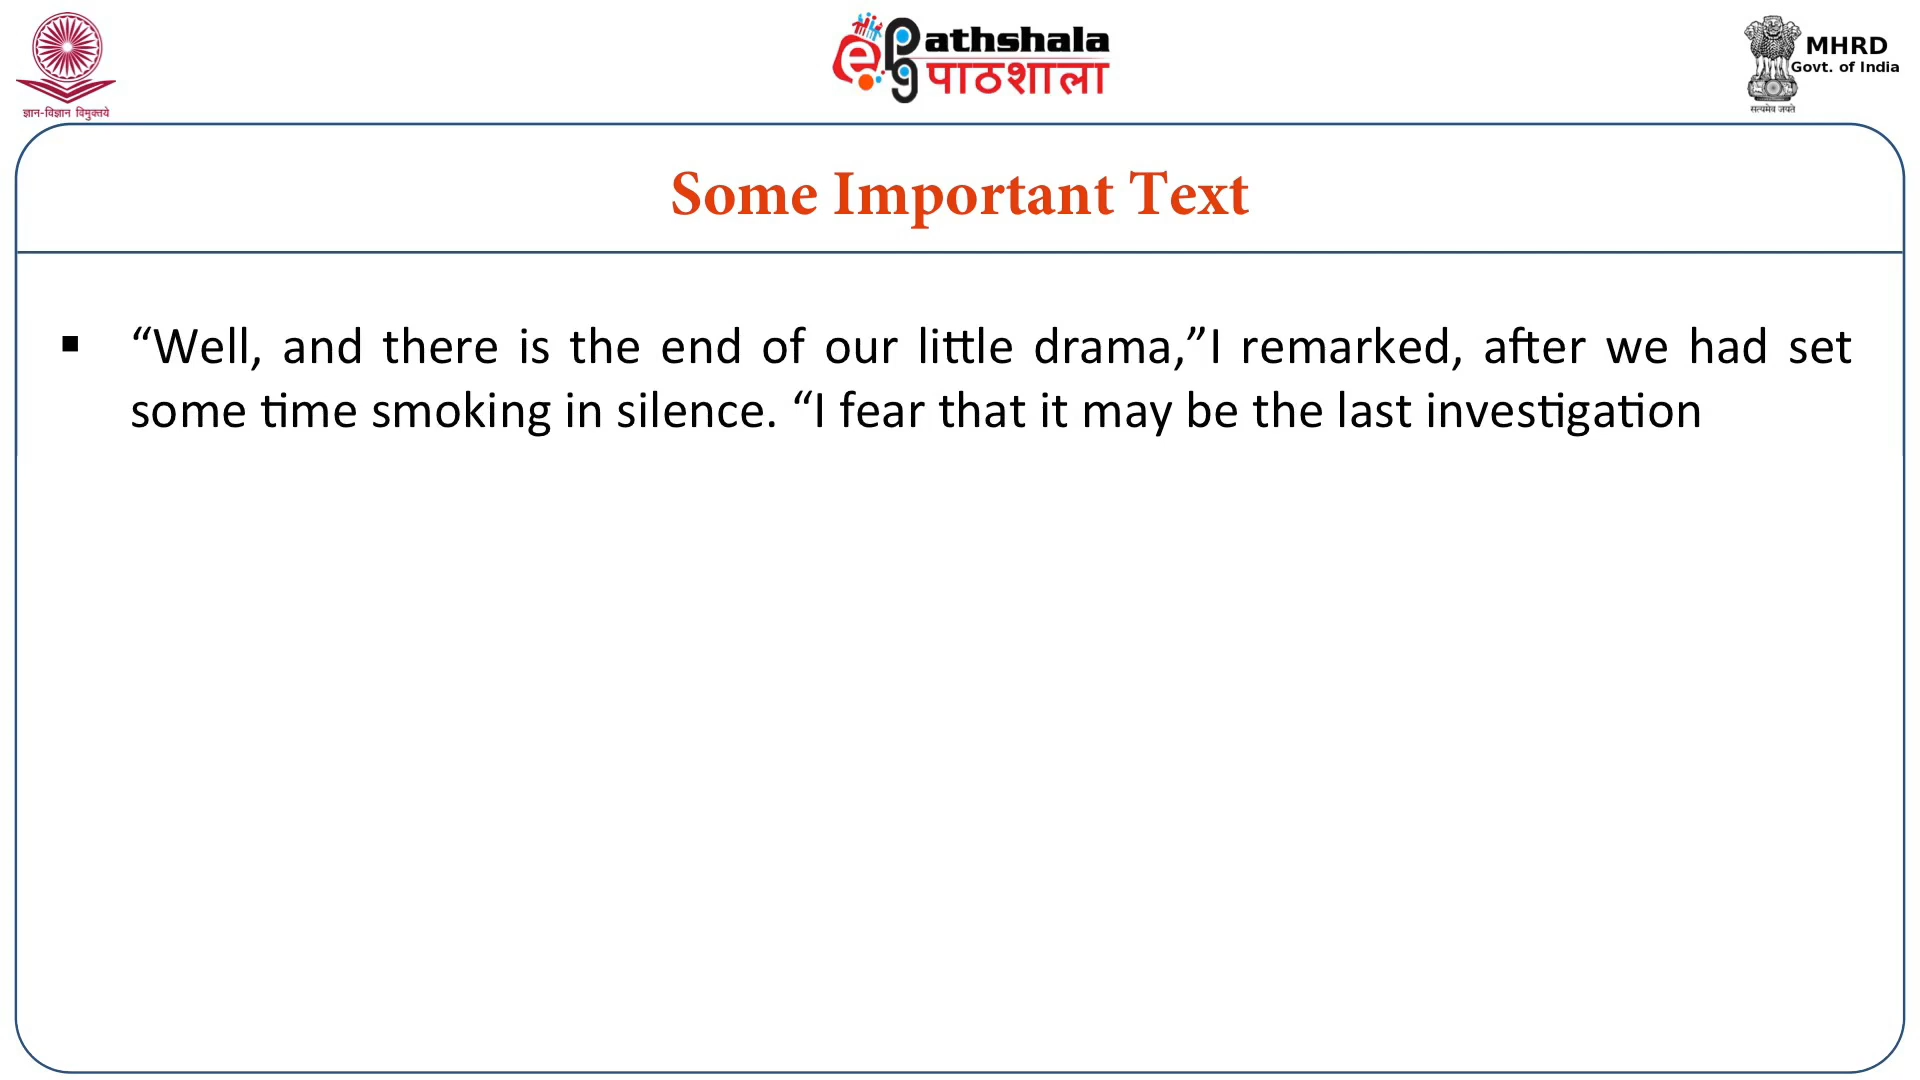 ज्ञान-विज्ञान विमुक्तये
e PG athshala
पाठशाला
MHRD
Govt. of India
सत्यमेव जयते
Some Important Text
▪ “Well, and there is the end of our little drama,”I remarked, after we had set
some time smoking in silence. “I fear that it may be the last investigation